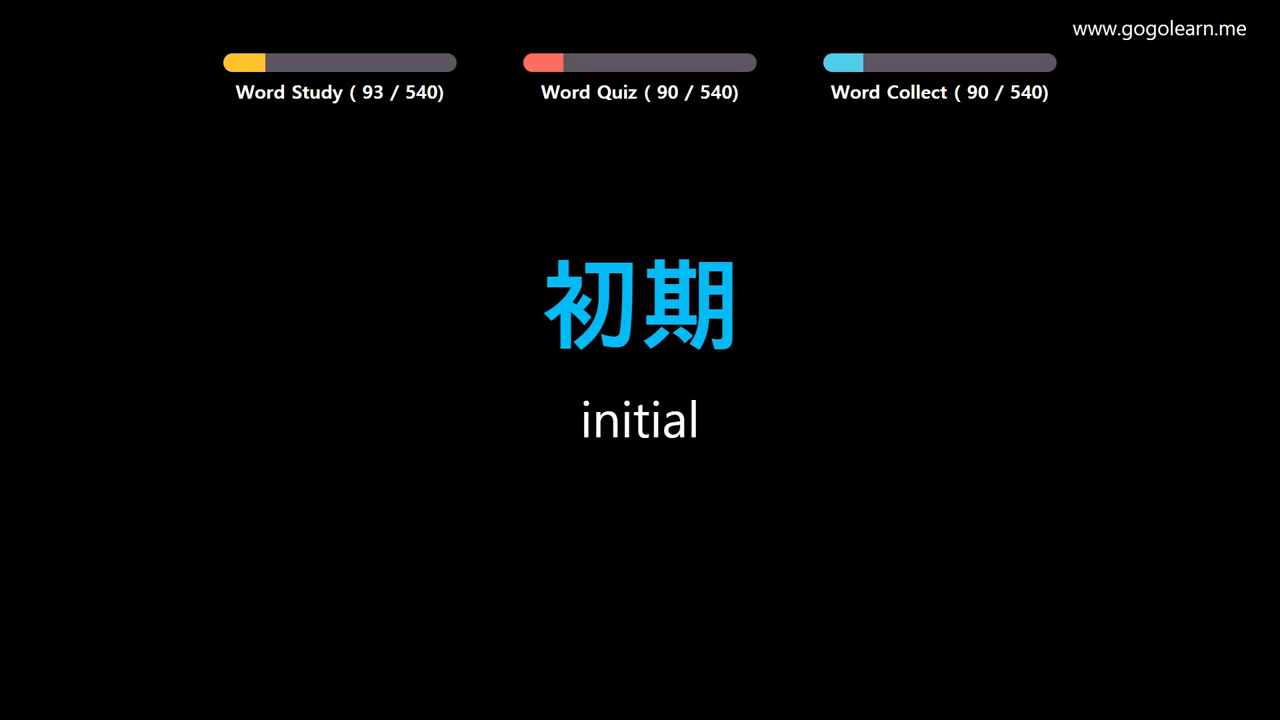 www.gogolearn.me
Word Study ( 93 / 540)
Word Quiz ( 90 / 540)
Word Collect ( 90 / 540)
初期
initial